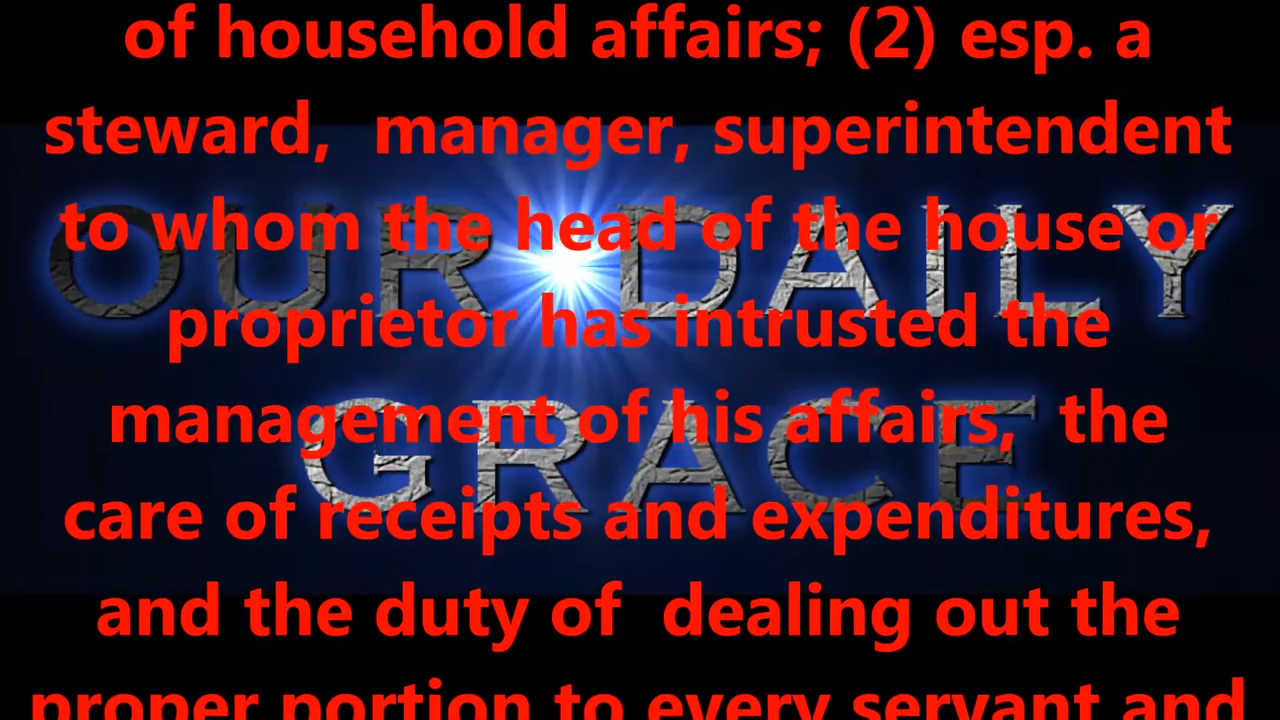 of household affairs; (2) esp. a
steward, manager, superintendent
to whom the head of the house or
OUR DAILY
proprietor has intrusted the
management of his affairs, the
GRACE
care of receipts and expenditures,
and the duty of dealing out the
proper portion to every servant and